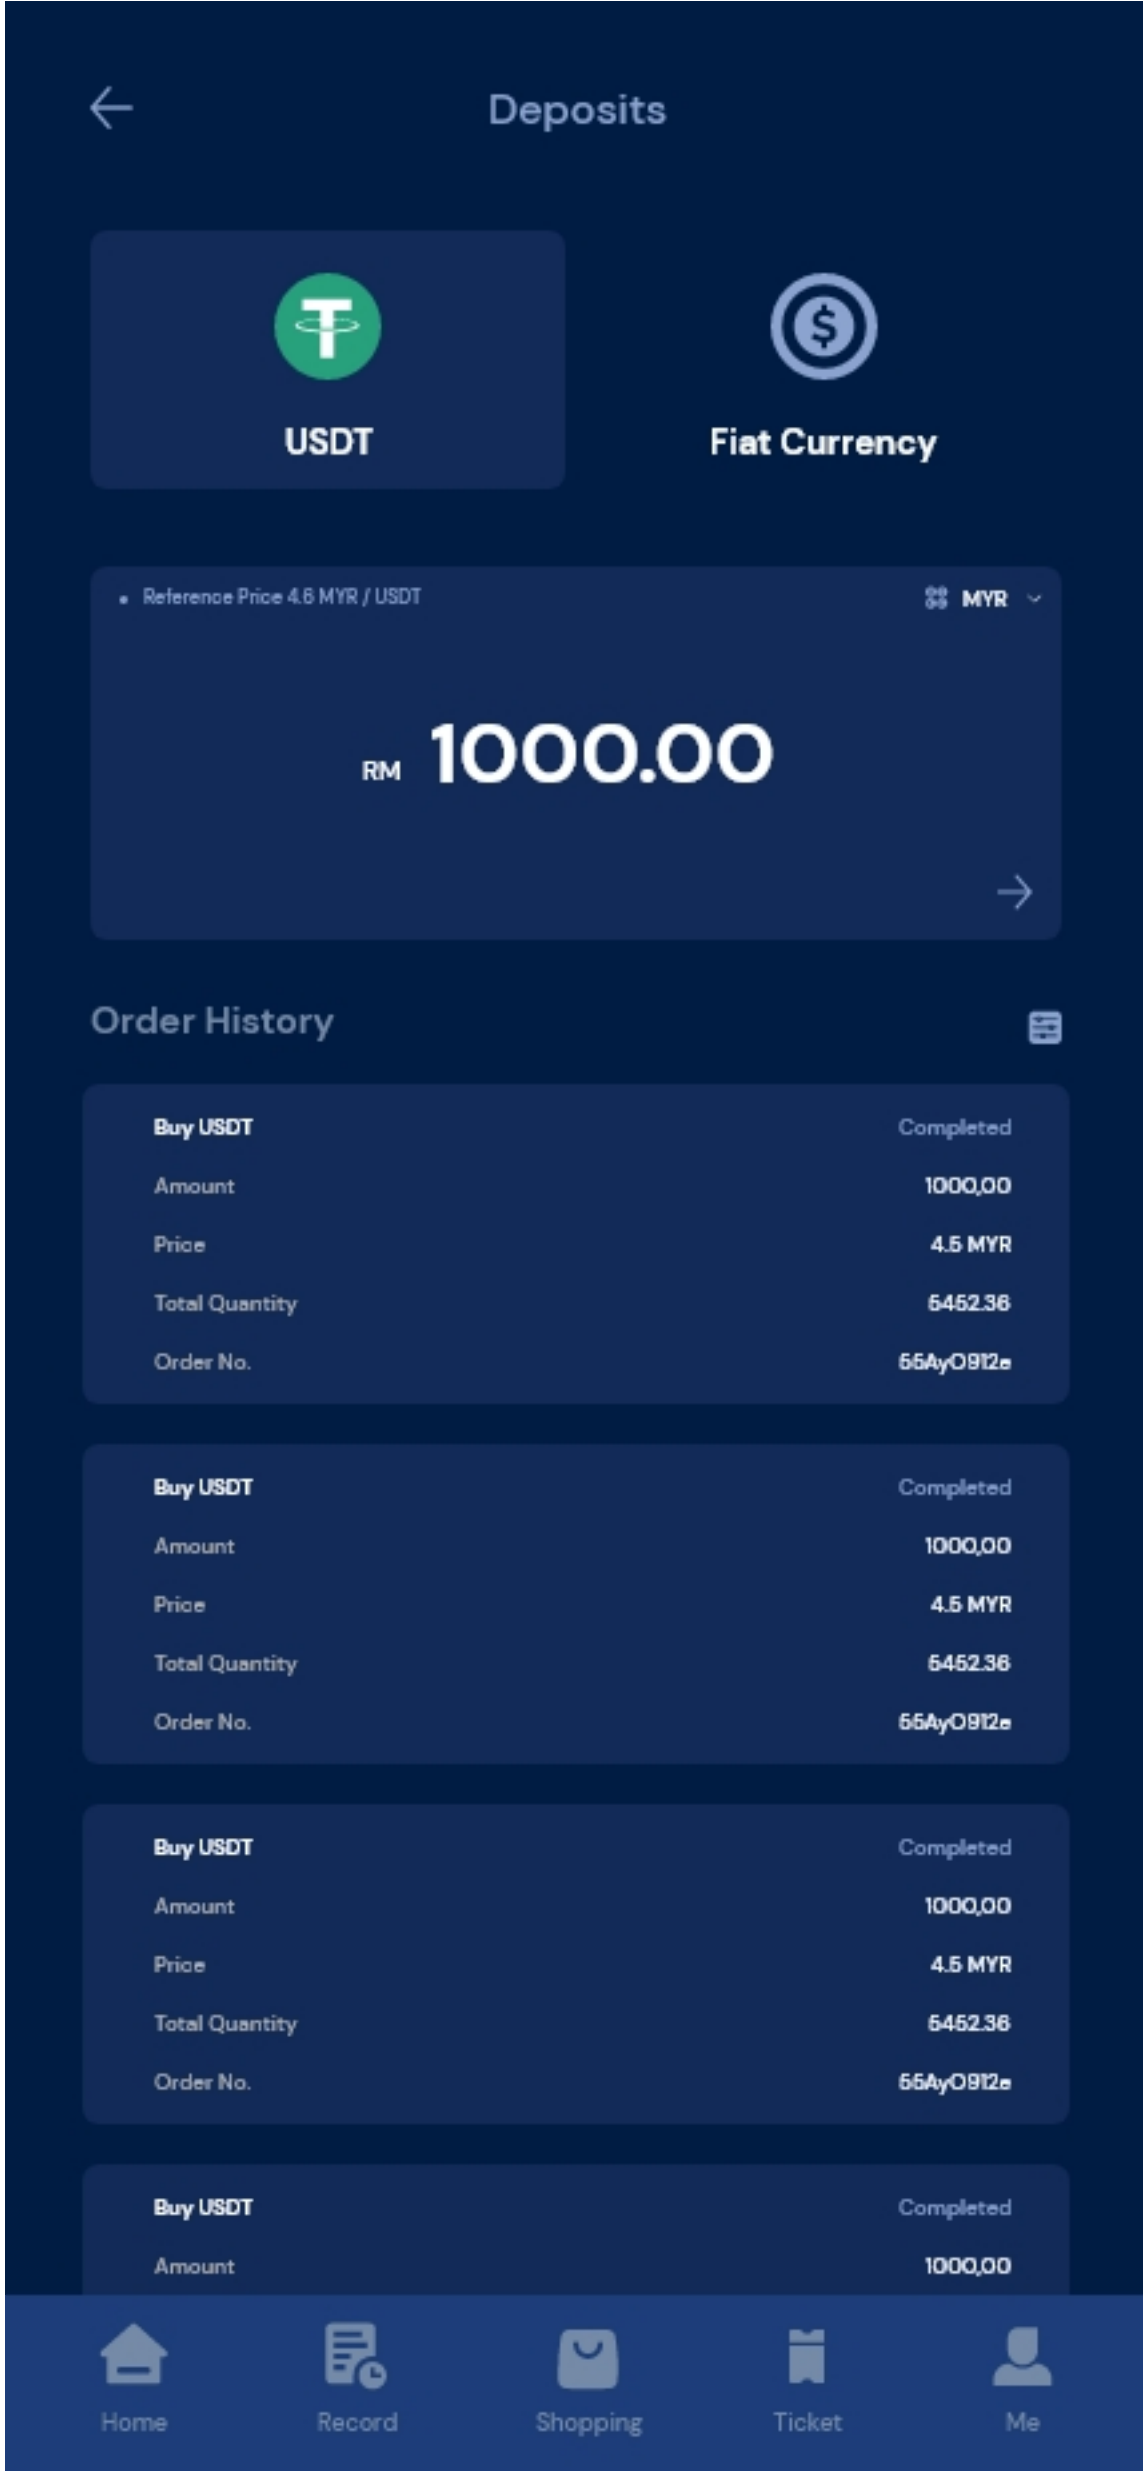 Deposits
USDT
Fiat Currency
Reference Price 4.6 MYR / USDT
MYR
RM 1000.00
Order History
Buy USDT Completed
Amount 1000,00
Price 4.5 MYR
Total Quantity 5452.36
Order No. 55AyO912e
Buy USDT Completed
Amount 1000,00
Price 4.5 MYR
Total Quantity 5452.36
Order No. 55AyO912e
Buy USDT Completed
Amount 1000,00
Price 4.5 MYR
Total Quantity 5452.36
Order No. 55AyO912e
Buy USDT Completed
Amount 1000,00
Home Record Shopping Ticket Me